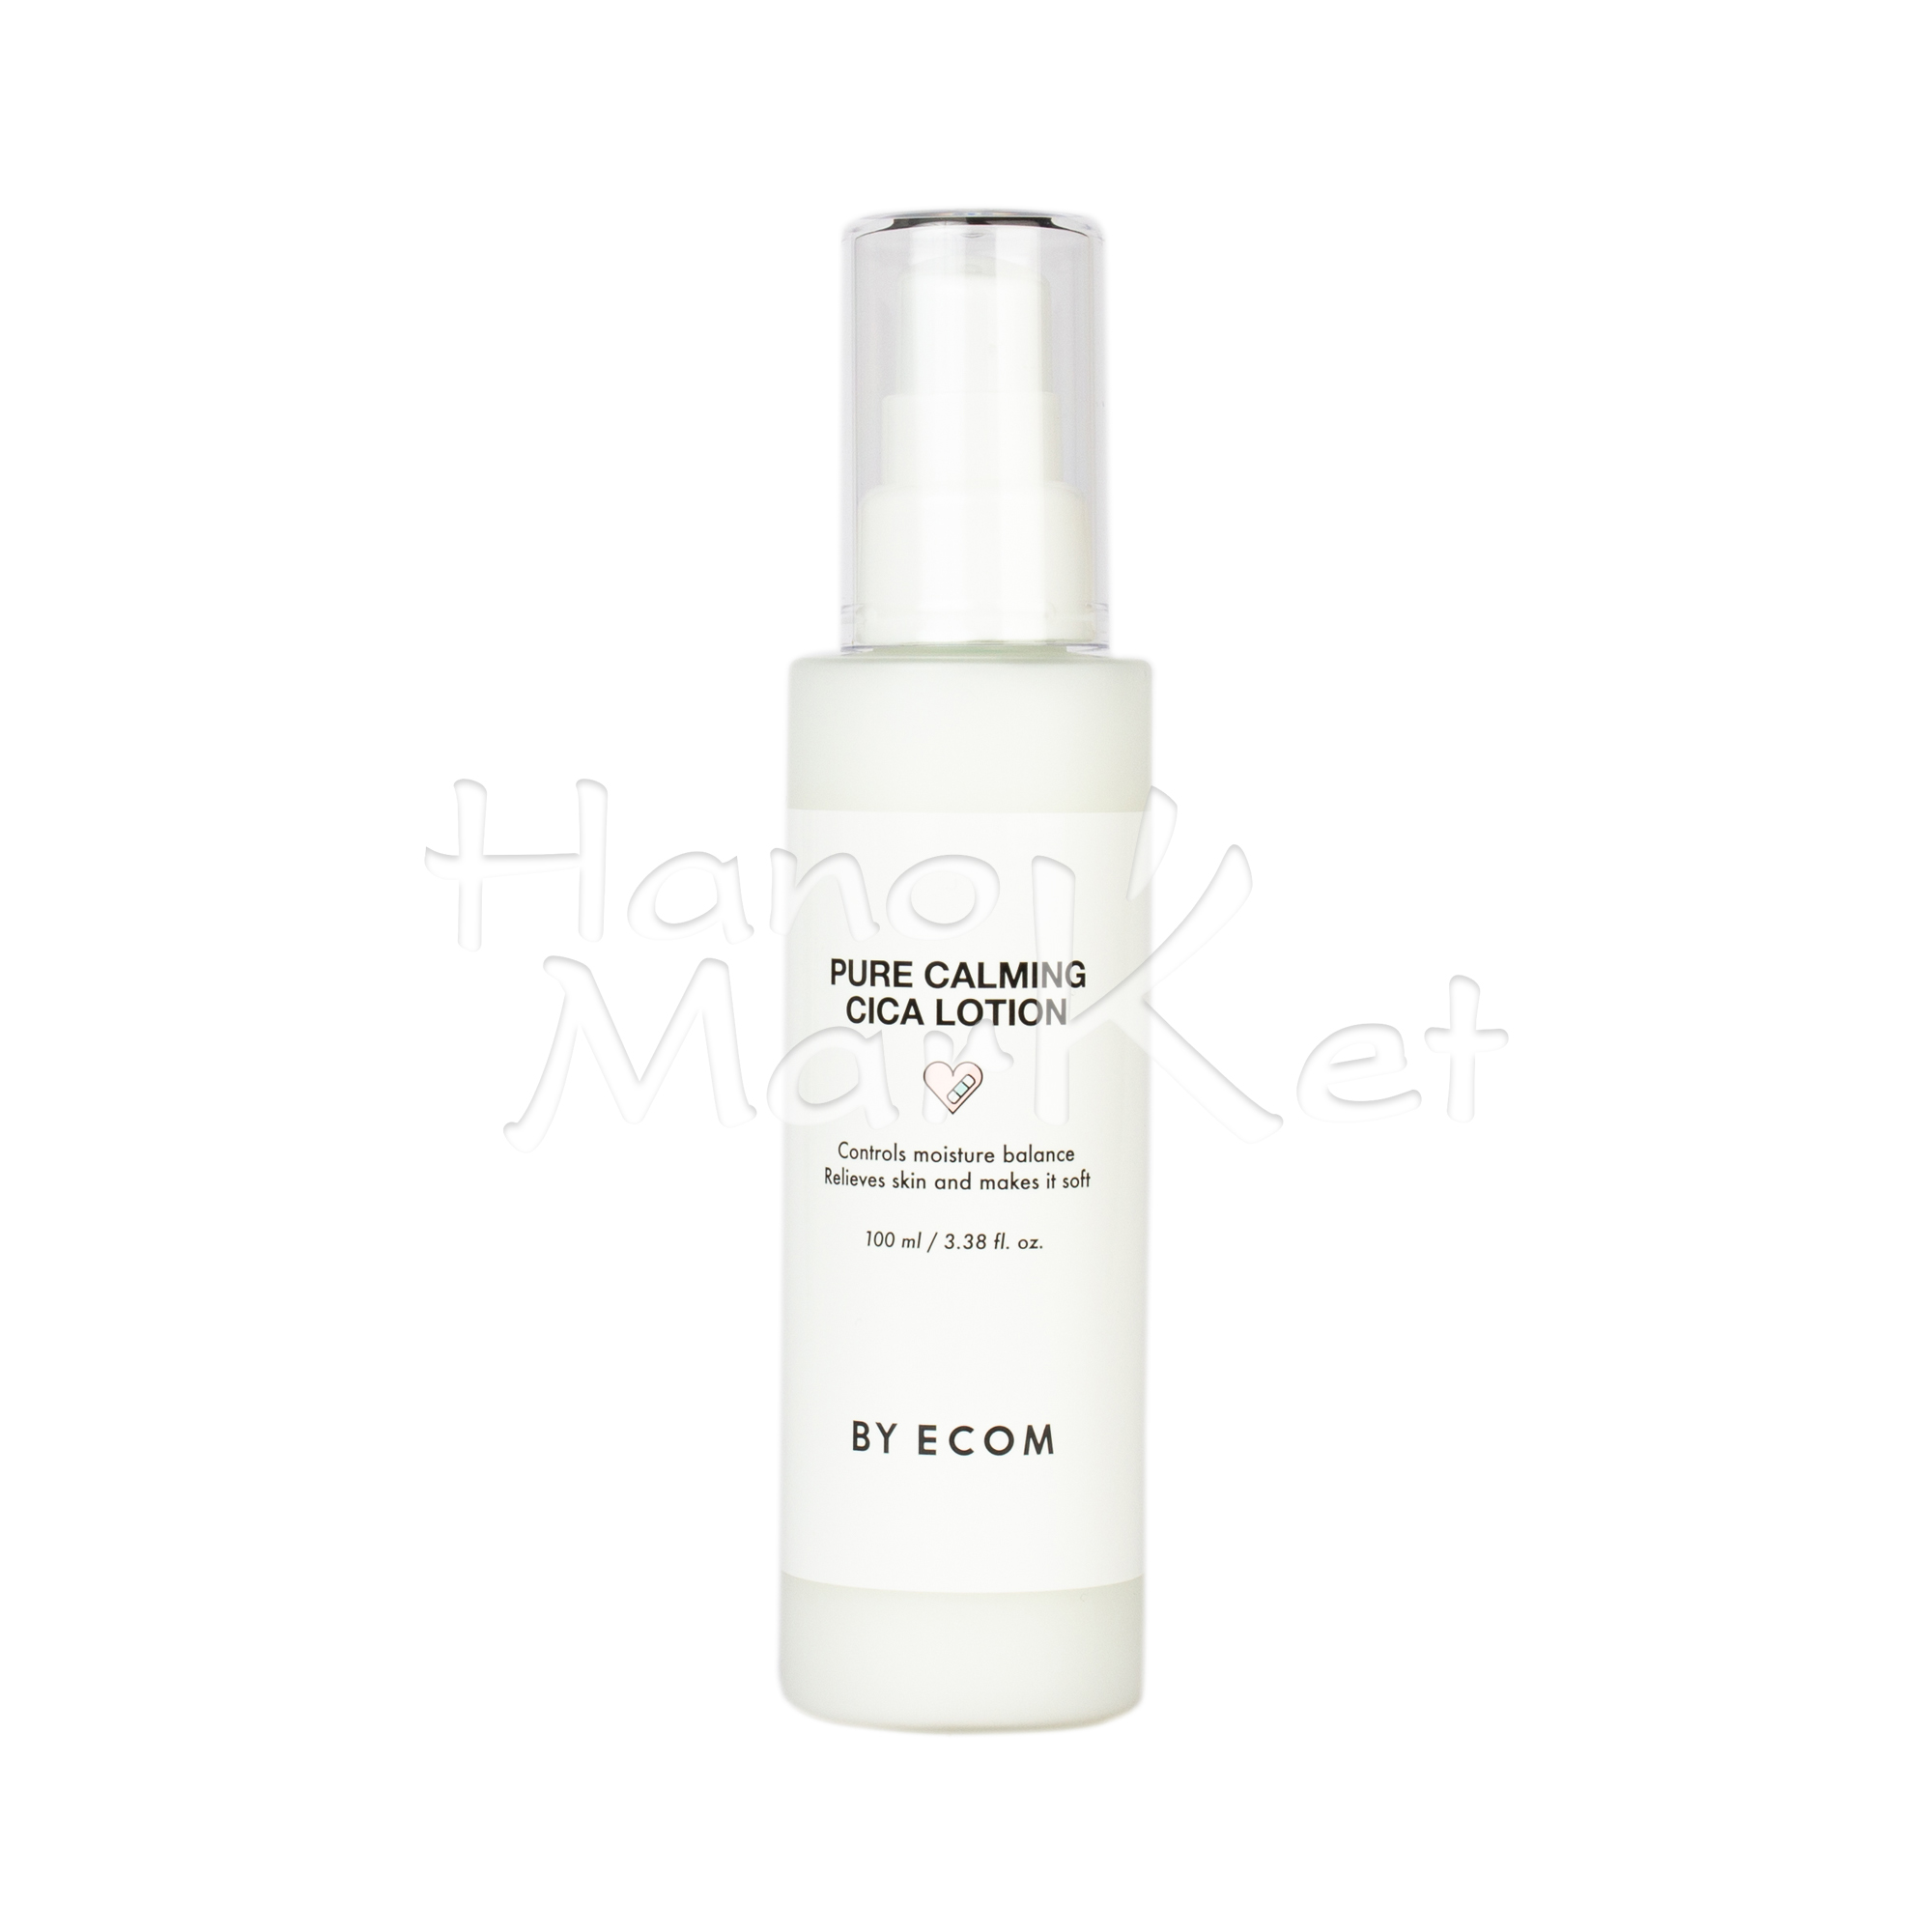 Hano
MarKet
PURE CALMING
CICA LOTION
Controls moisture balance
Relieves skin and makes it soft
100 ml / 3.38 fl. oz.
BY ECOM